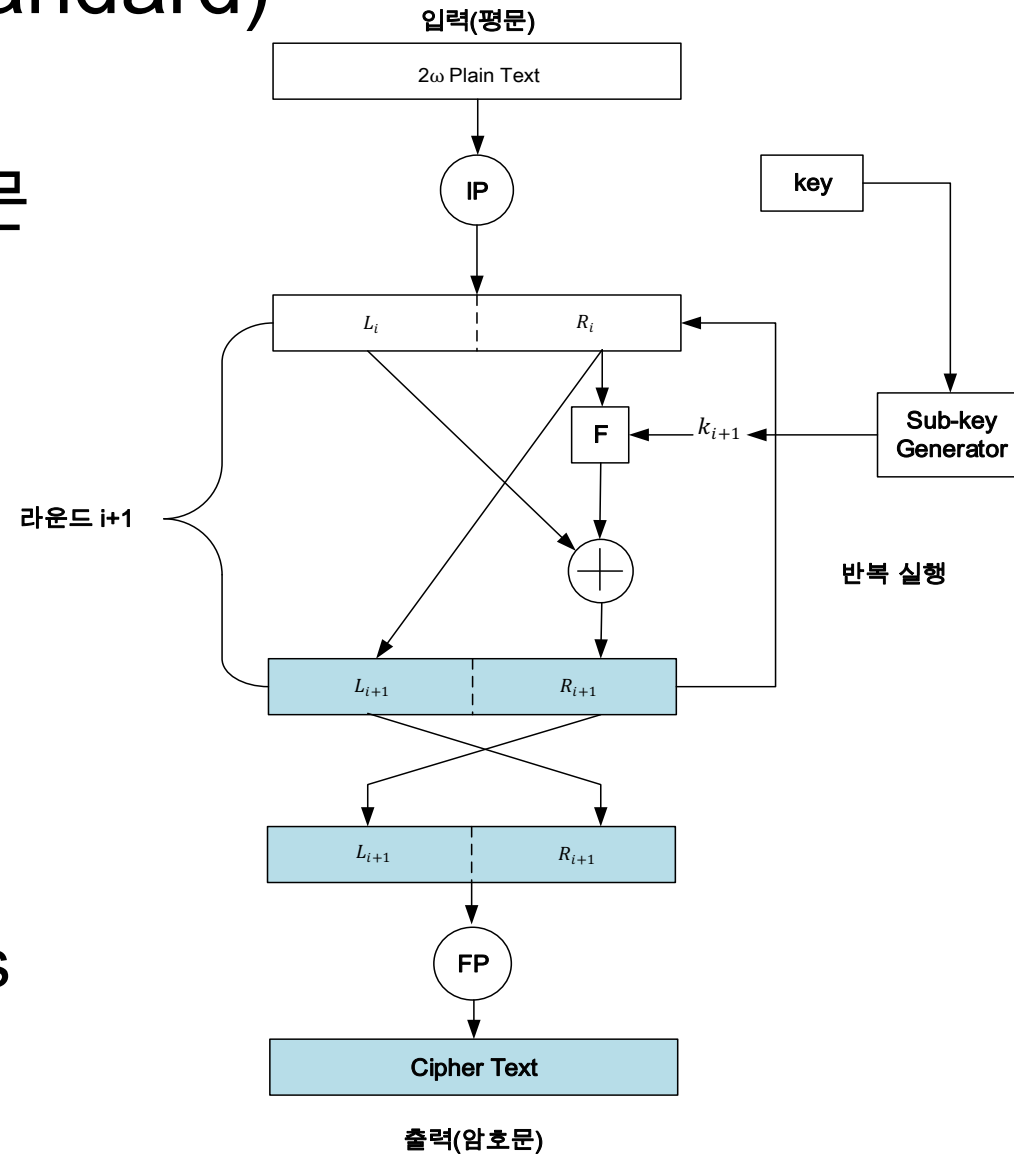 andard)
입력(평문)
2ω Plain Text
문
IP
key
L_i
R_i
F
k_{i+1}
Sub-key
Generator
라운드 i+1
반복 실행
L_{i+1}
R_{i+1}
L_{i+1}
R_{i+1}
s
FP
Cipher Text
출력(암호문)